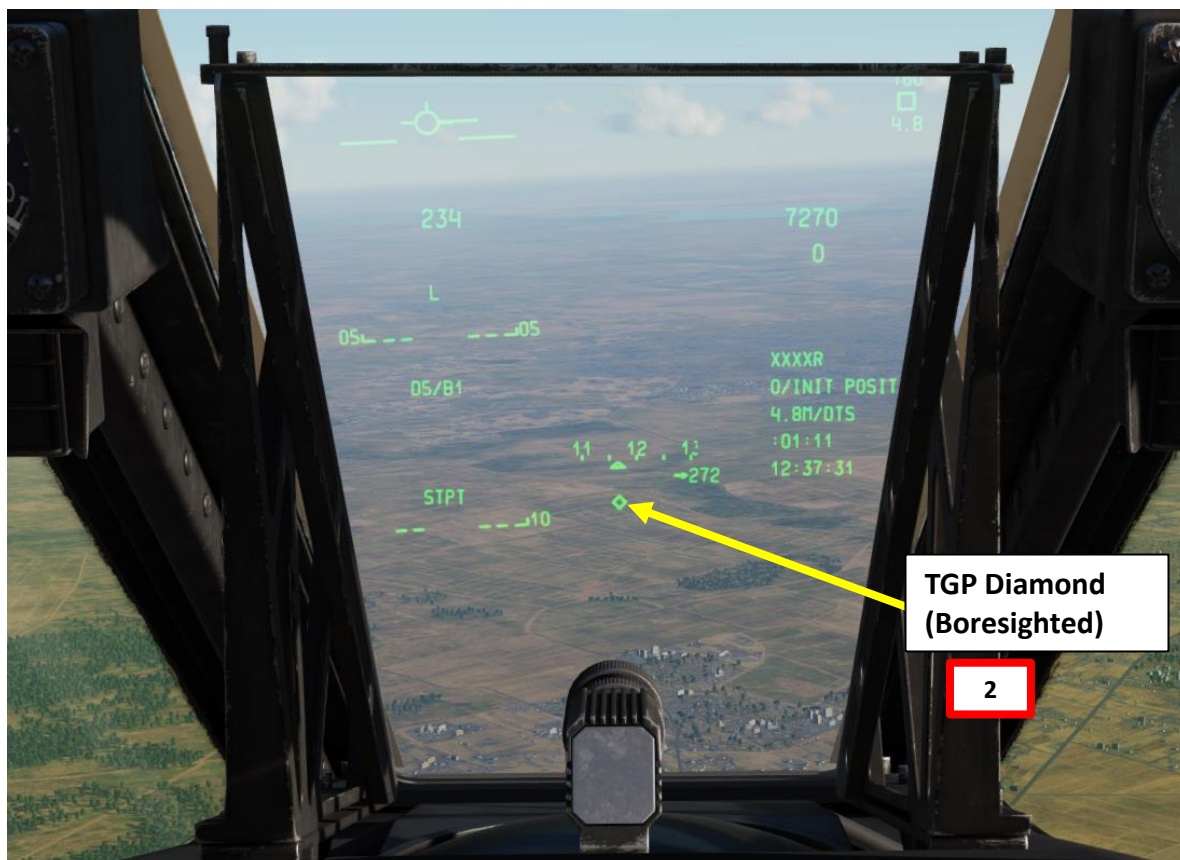 4.8
234
7270
0
L
05
05
XXXXR
D5/B1
0/INIT POSIT
4.8M/DTS
:01:11
11
12
12:37:31
272
STPT
10
TGP Diamond
(Boresighted)
2